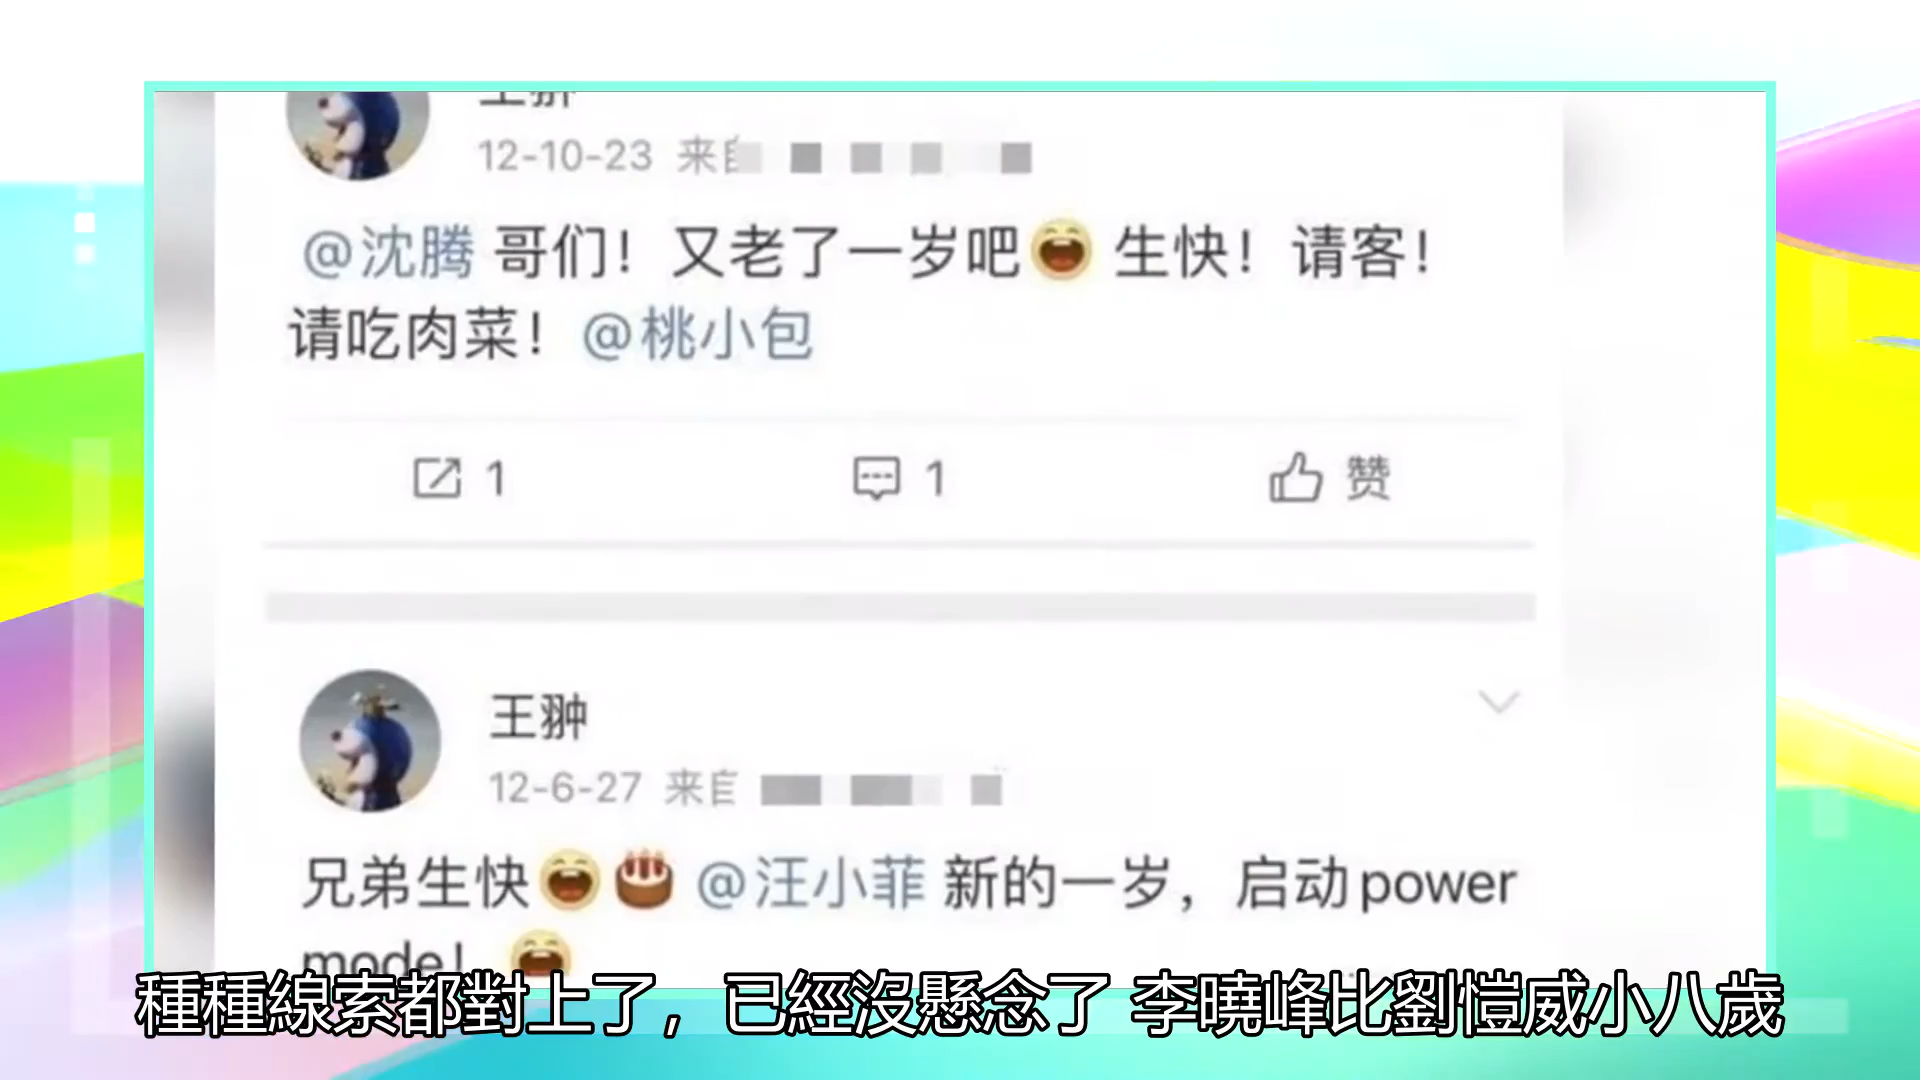 王翀
12-10-23 来自
@沈腾 哥们！又老了一岁吧 生快！请客！
请吃肉菜！@桃小包
1 1 赞
王翀
12-6-27 来自
兄弟生快 @汪小菲 新的一岁，启动power
mode！
種種線索都對上了，已經沒懸念了 李曉峰比劉愷威小八歲